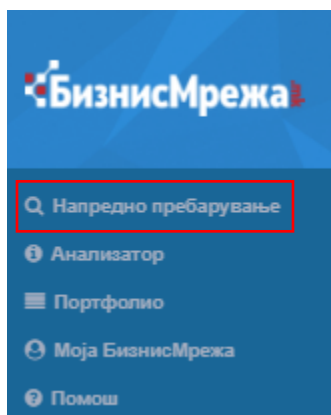 БизнисМрежа
Напредно пребарување
Анализатор
Портфолио
Моја БизнисМрежа
Помош